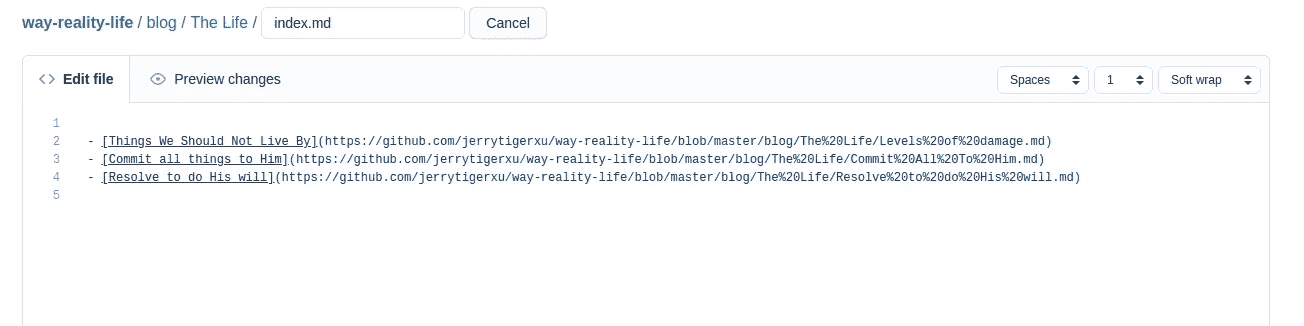 way-reality-life / blog / The Life / index.md Cancel
Edit file Preview changes Spaces 1 Soft wrap
1
2 - [Things We Should Not Live By](https://github.com/jerrytigerxu/way-reality-life/blob/master/blog/The%20Life/Levels%20of%20damage.md)
3 - [Commit all things to Him](https://github.com/jerrytigerxu/way-reality-life/blob/master/blog/The%20Life/Commit%20All%20To%20Him.md)
4 - [Resolve to do His will](https://github.com/jerrytigerxu/way-reality-life/blob/master/blog/The%20Life/Resolve%20to%20do%20His%20will.md)
5